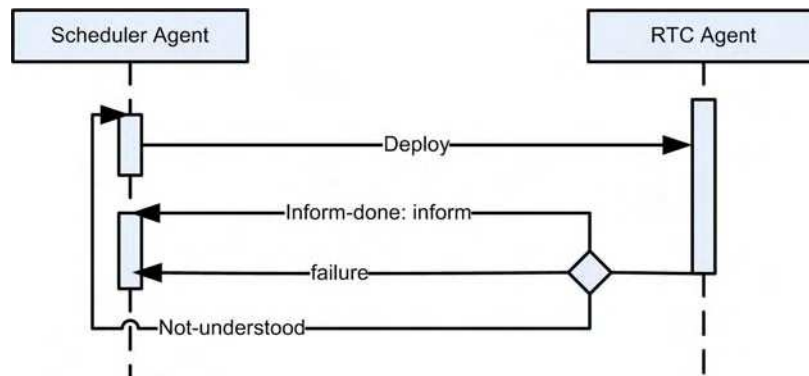 Scheduler Agent
RTC Agent
Deploy
Inform-done: inform
failure
Not-understood